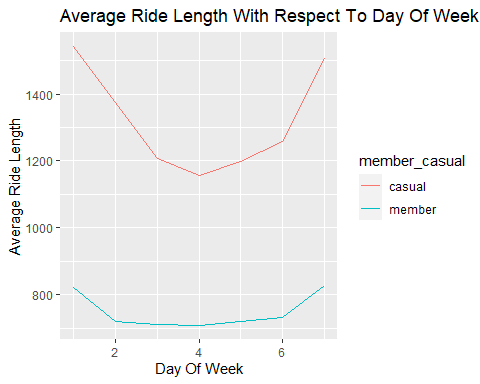 Average Ride Length With Respect To Day Of Week
Average Ride Length
1400
1200
1000
800
2
4
6
Day Of Week
member_casual
casual
member